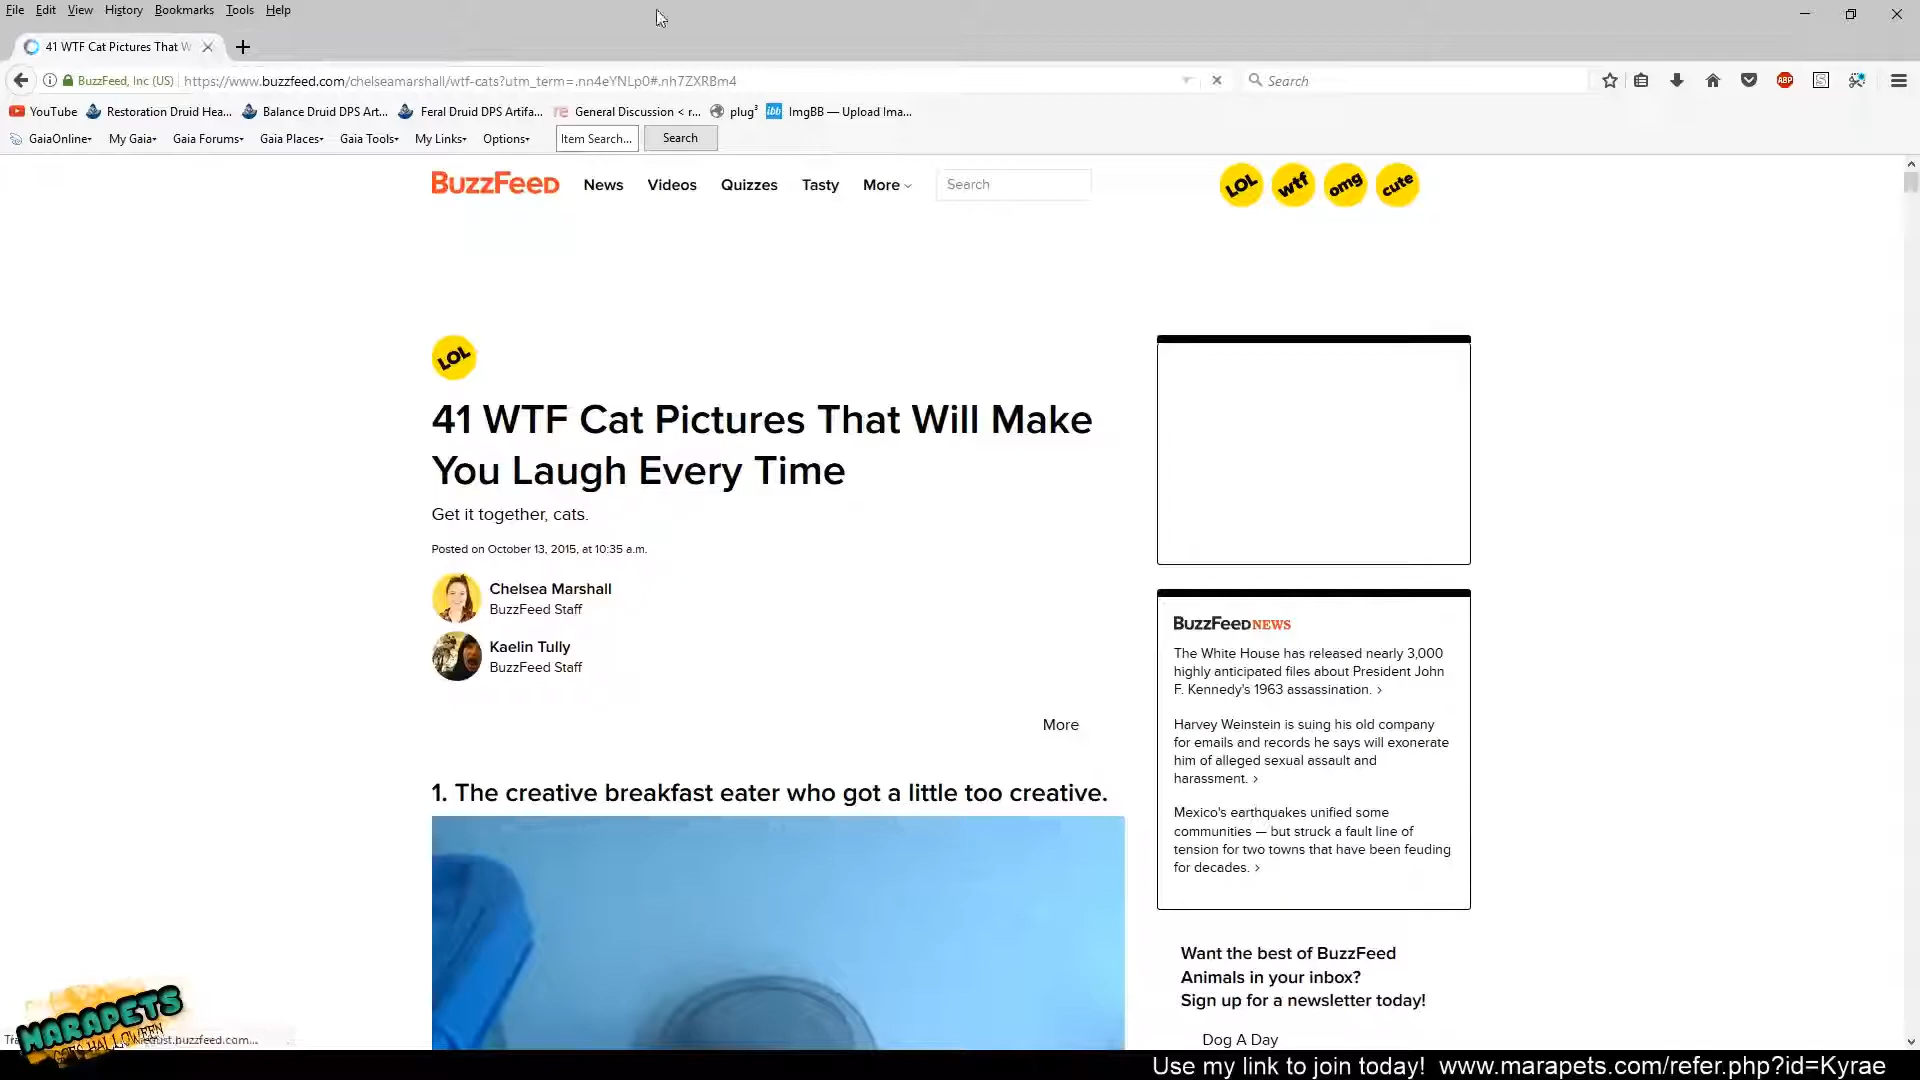 File Edit View History Bookmarks Tools Help
41 WTF Cat Pictures That W
BuzzFeed, Inc (US) https://www.buzzfeed.com/chelseamarshall/wtf-cats?utm_term=.nn4eYNLp0#.nh7ZXRBm4
Search
ABP
S
YouTube Restoration Druid Hea... Balance Druid DPS Art... Feral Druid DPS Artifa... General Discussion < r... plug³ ibb ImgBB — Upload Ima...
GaiaOnline My Gaia Gaia Forums Gaia Places Gaia Tools My Links Options Item Search... Search
BuzzFeed News Videos Quizzes Tasty More Search LOL wtf omg cute
LOL
41 WTF Cat Pictures That Will Make
You Laugh Every Time
Get it together, cats.
Posted on October 13, 2015, at 10:35 a.m.
Chelsea Marshall
BuzzFeed Staff
Kaelin Tully
BuzzFeed Staff
More
1. The creative breakfast eater who got a little too creative.
BuzzFeed NEWS
The White House has released nearly 3,000
highly anticipated files about President John
F. Kennedy's 1963 assassination. ›
Harvey Weinstein is suing his old company
for emails and records he says will exonerate
him of alleged sexual assault and
harassment. ›
Mexico's earthquakes unified some
communities — but struck a fault line of
tension for two towns that have been feuding
for decades. ›
Want the best of BuzzFeed
Animals in your inbox?
Sign up for a newsletter today!
Dog A Day
MARAPETS
GOES HALLOWEEN
.buzzfeed.com...
Use my link to join today! www.marapets.com/refer.php?id=Kyrae